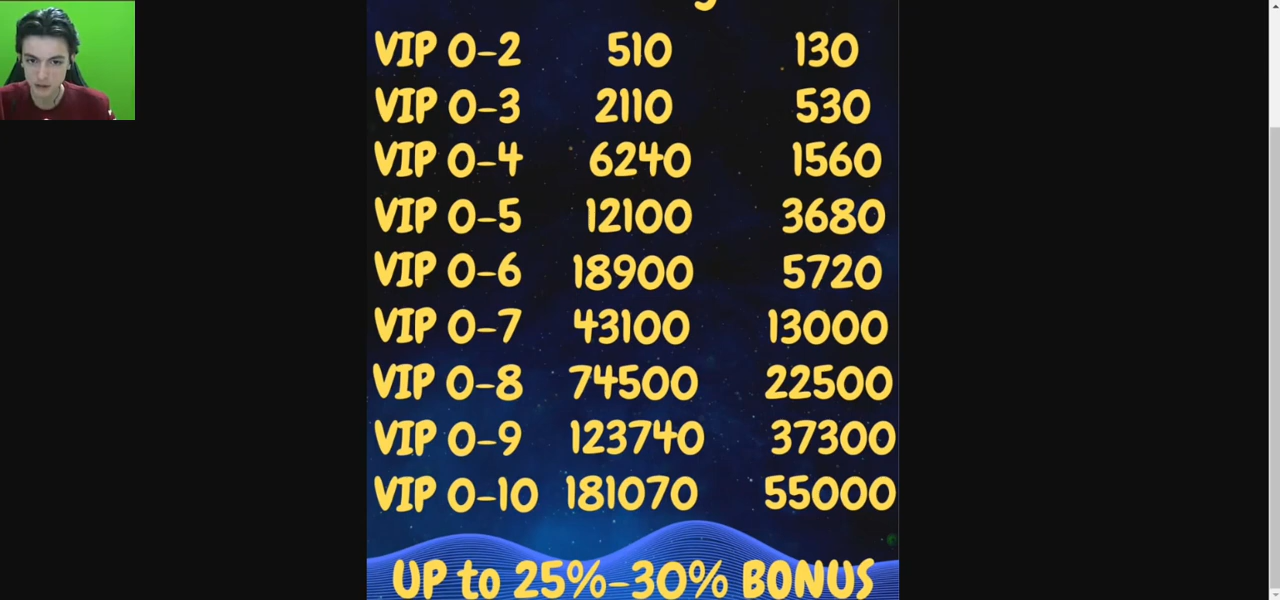 VIP 0-2 510 130
VIP 0-3 2110 530
VIP 0-4 6240 1560
VIP 0-5 12100 3680
VIP 0-6 18900 5720
VIP 0-7 43100 13000
VIP 0-8 74500 22500
VIP 0-9 123740 37300
VIP 0-10 181070 55000
UP to 25%-30% BONUS